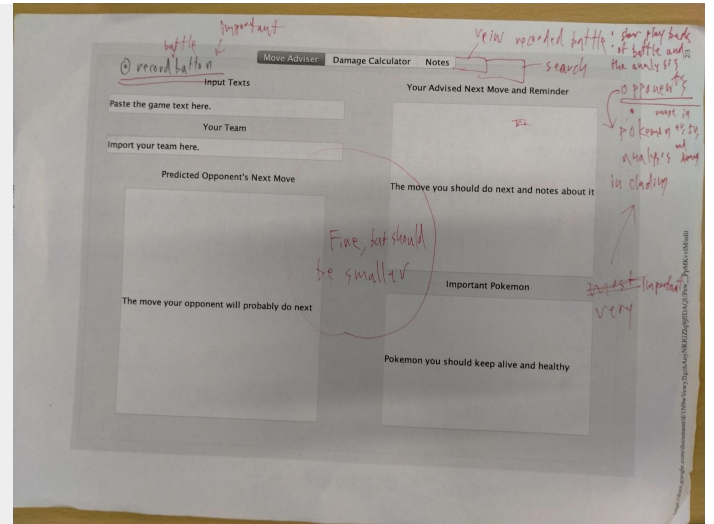 important
battle
record button
view recorded battle : show play back
of battle and
the analysis
search
2/3
Move Adviser
Damage Calculator
Notes
Input Texts
Paste the game text here.
Your Team
Import your team here.
Predicted Opponent's Next Move
The move your opponent will probably do next
Your Advised Next Move and Reminder
The move you should do next and notes about it
Important Pokemon
Pokemon you should keep alive and healthy
Fine, but should
be smaller
opponent's
pokemon
and
analysis
including
important
very